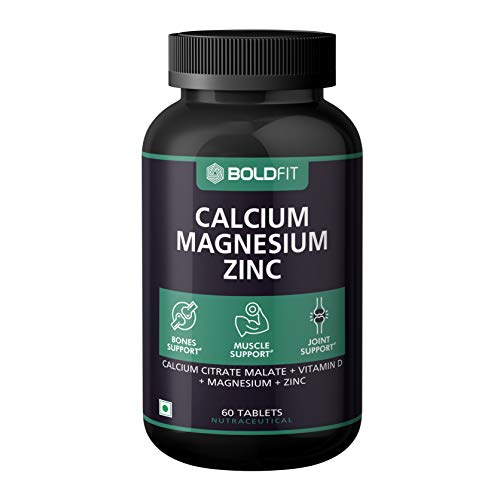 BOLDFIT
CALCIUM
MAGNESIUM
ZINC
BONES
SUPPORT*
MUSCLE
SUPPORT*
JOINT
SUPPORT*
CALCIUM CITRATE MALATE + VITAMIN D
+ MAGNESIUM + ZINC
60 TABLETS
NUTRACEUTICAL